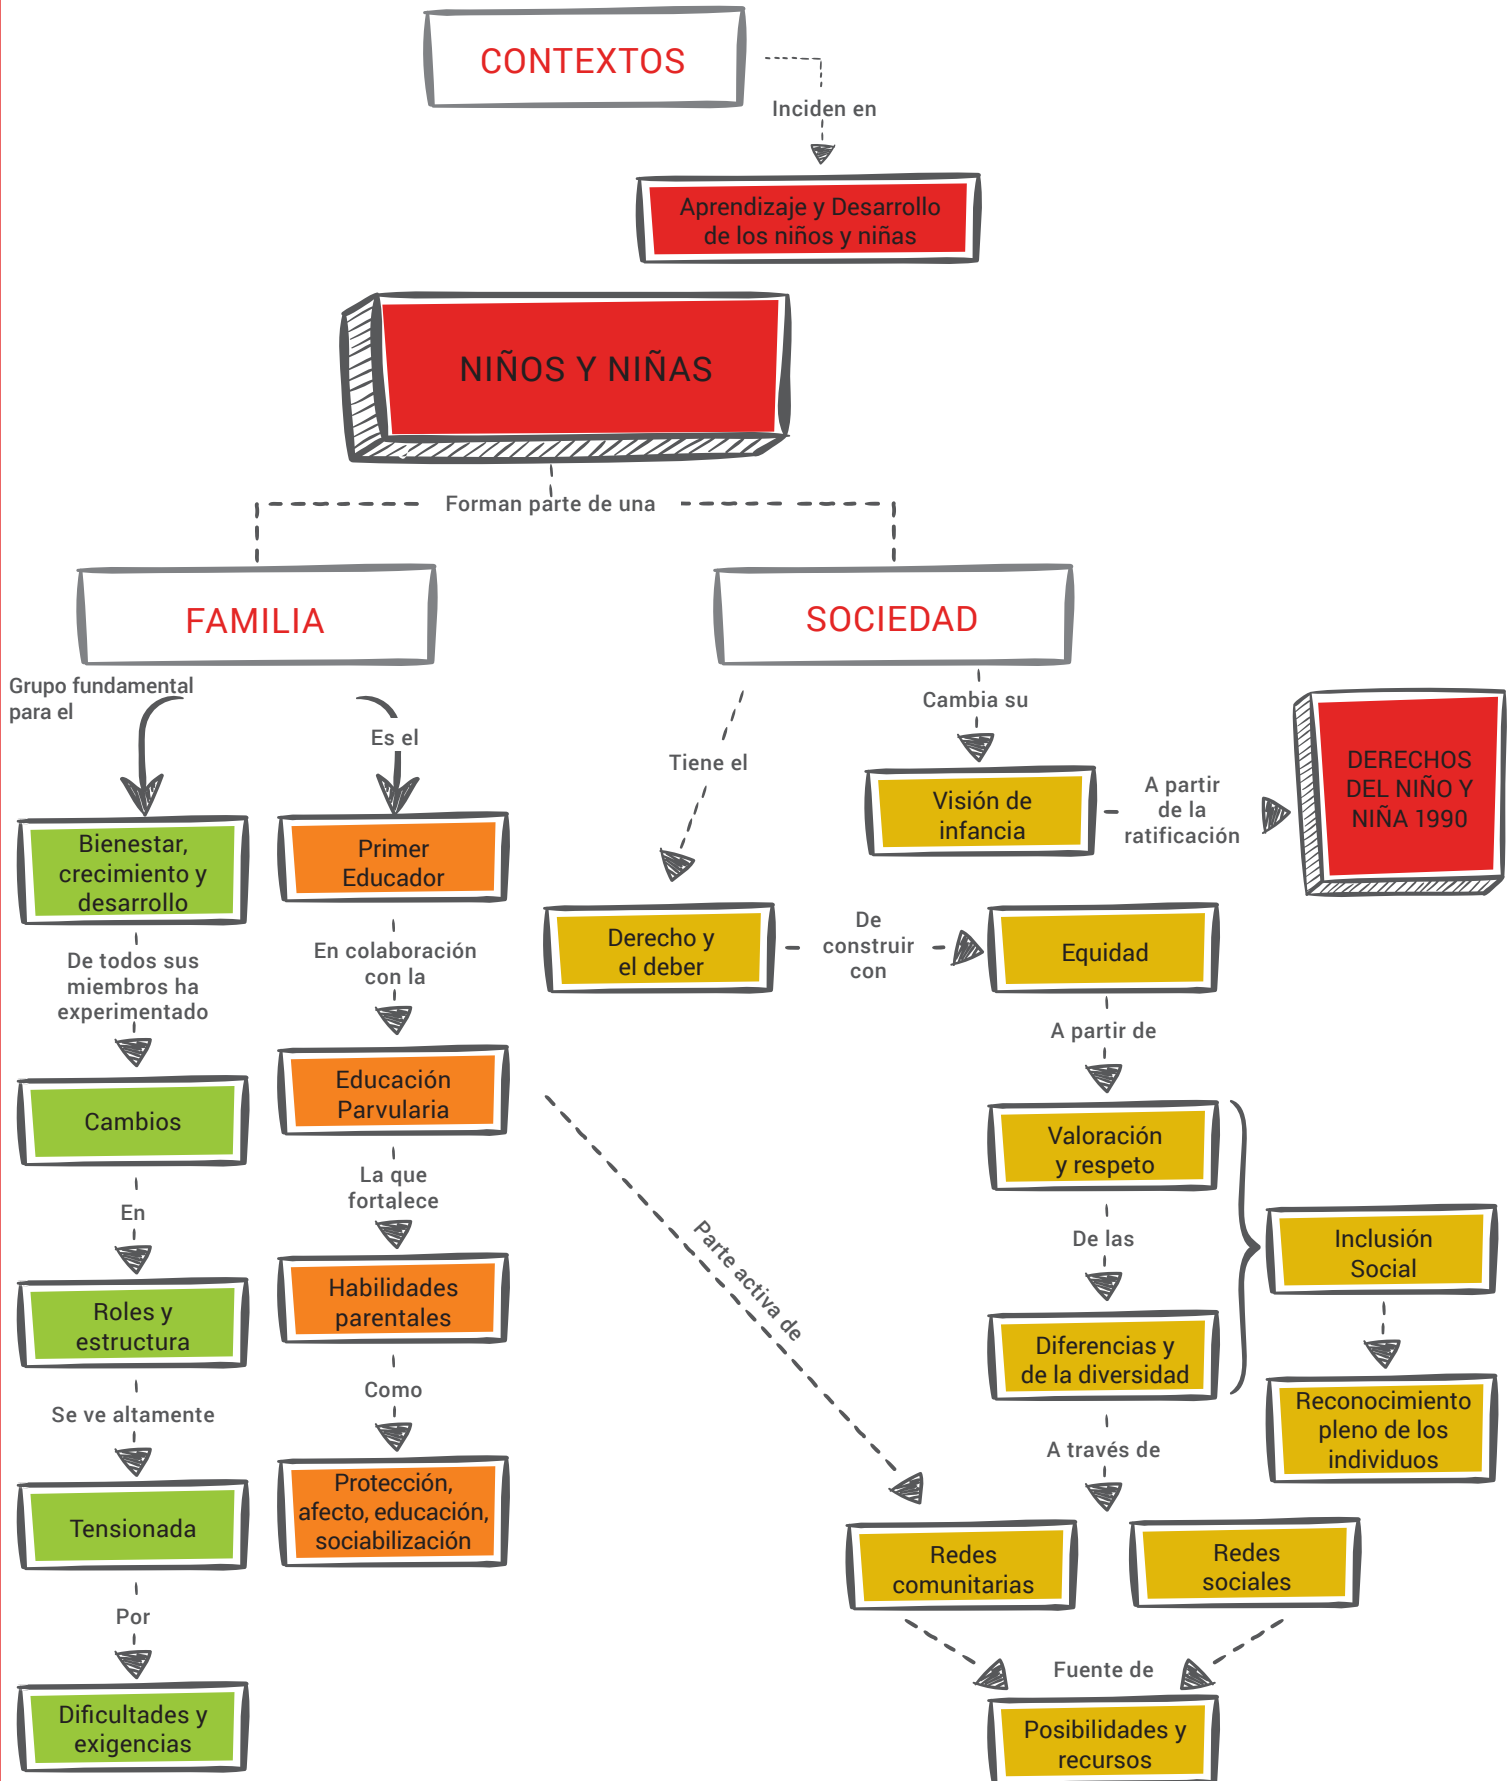 CONTEXTOS
Inciden en
Aprendizaje y Desarrollo
de los niños y niñas
NIÑOS Y NIÑAS
Forman parte de una
FAMILIA
SOCIEDAD
Grupo fundamental
para el
Es el
Bienestar,
crecimiento y
desarrollo
De todos sus
miembros ha
experimentado
Cambios
En
Roles y
estructura
Se ve altamente
Tensionada
Por
Dificultades y
exigencias
Primer
Educador
En colaboración
con la
Educación
Parvularia
La que
fortalece
Habilidades
parentales
Como
Protección,
afecto, educación,
sociabilización
Parte activa de
Tiene el
Derecho y
el deber
De
construir
con
Equidad
Cambia su
Visión de
infancia
A partir
de la
ratificación
DERECHOS
DEL NIÑO Y
NIÑA 1990
A partir de
Valoración
y respeto
De las
Diferencias y
de la diversidad
Inclusión
Social
Reconocimiento
pleno de los
individuos
A través de
Redes
comunitarias
Redes
sociales
Fuente de
Posibilidades y
recursos